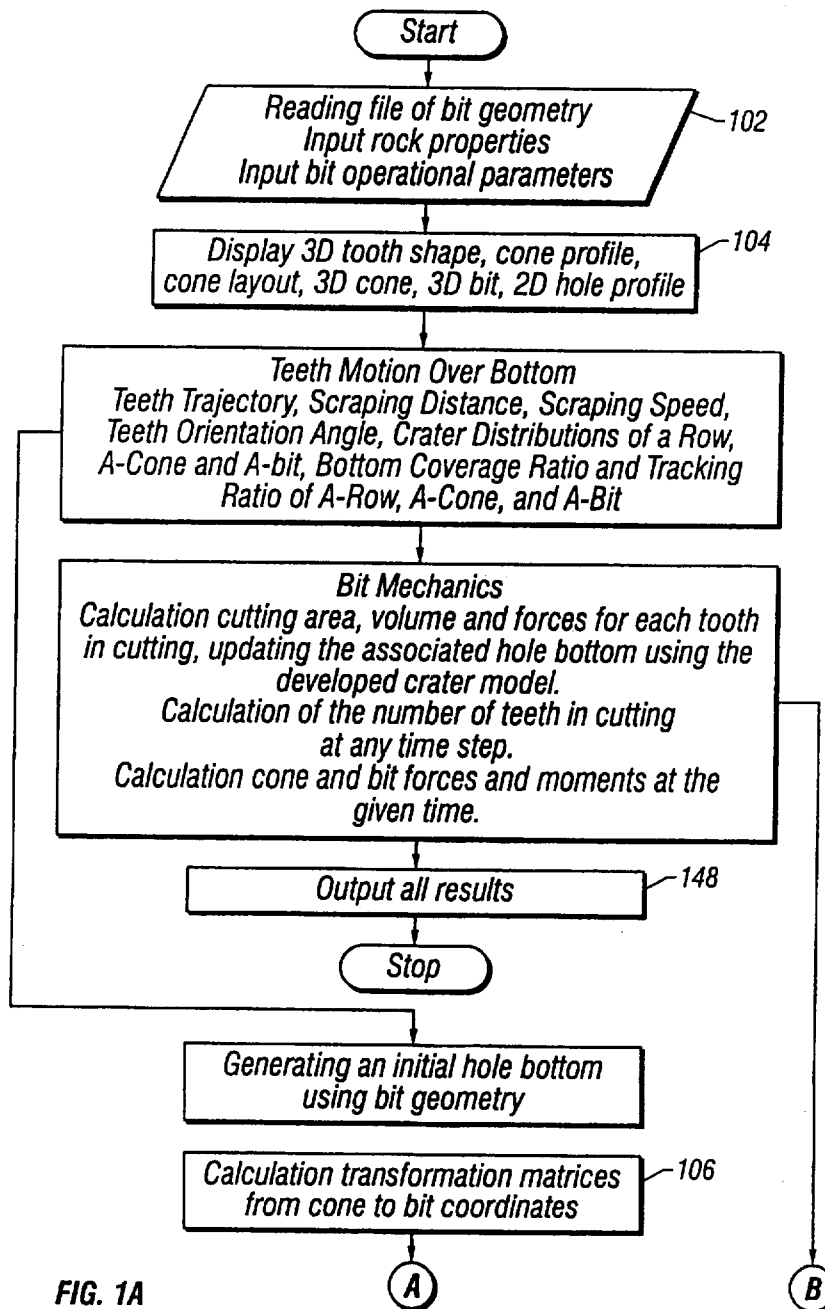 Start
Reading file of bit geometry
Input rock properties
Input bit operational parameters
102
Display 3D tooth shape, cone profile,
cone layout, 3D cone, 3D bit, 2D hole profile
104
Teeth Motion Over Bottom
Teeth Trajectory, Scraping Distance, Scraping Speed,
Teeth Orientation Angle, Crater Distributions of a Row,
A-Cone and A-bit, Bottom Coverage Ratio and Tracking
Ratio of A-Row, A-Cone, and A-Bit
Bit Mechanics
Calculation cutting area, volume and forces for each tooth
in cutting, updating the associated hole bottom using the
developed crater model.
Calculation of the number of teeth in cutting
at any time step.
Calculation cone and bit forces and moments at the
given time.
Output all results
148
Stop
Generating an initial hole bottom
using bit geometry
Calculation transformation matrices
from cone to bit coordinates
106
FIG. 1A
A
B